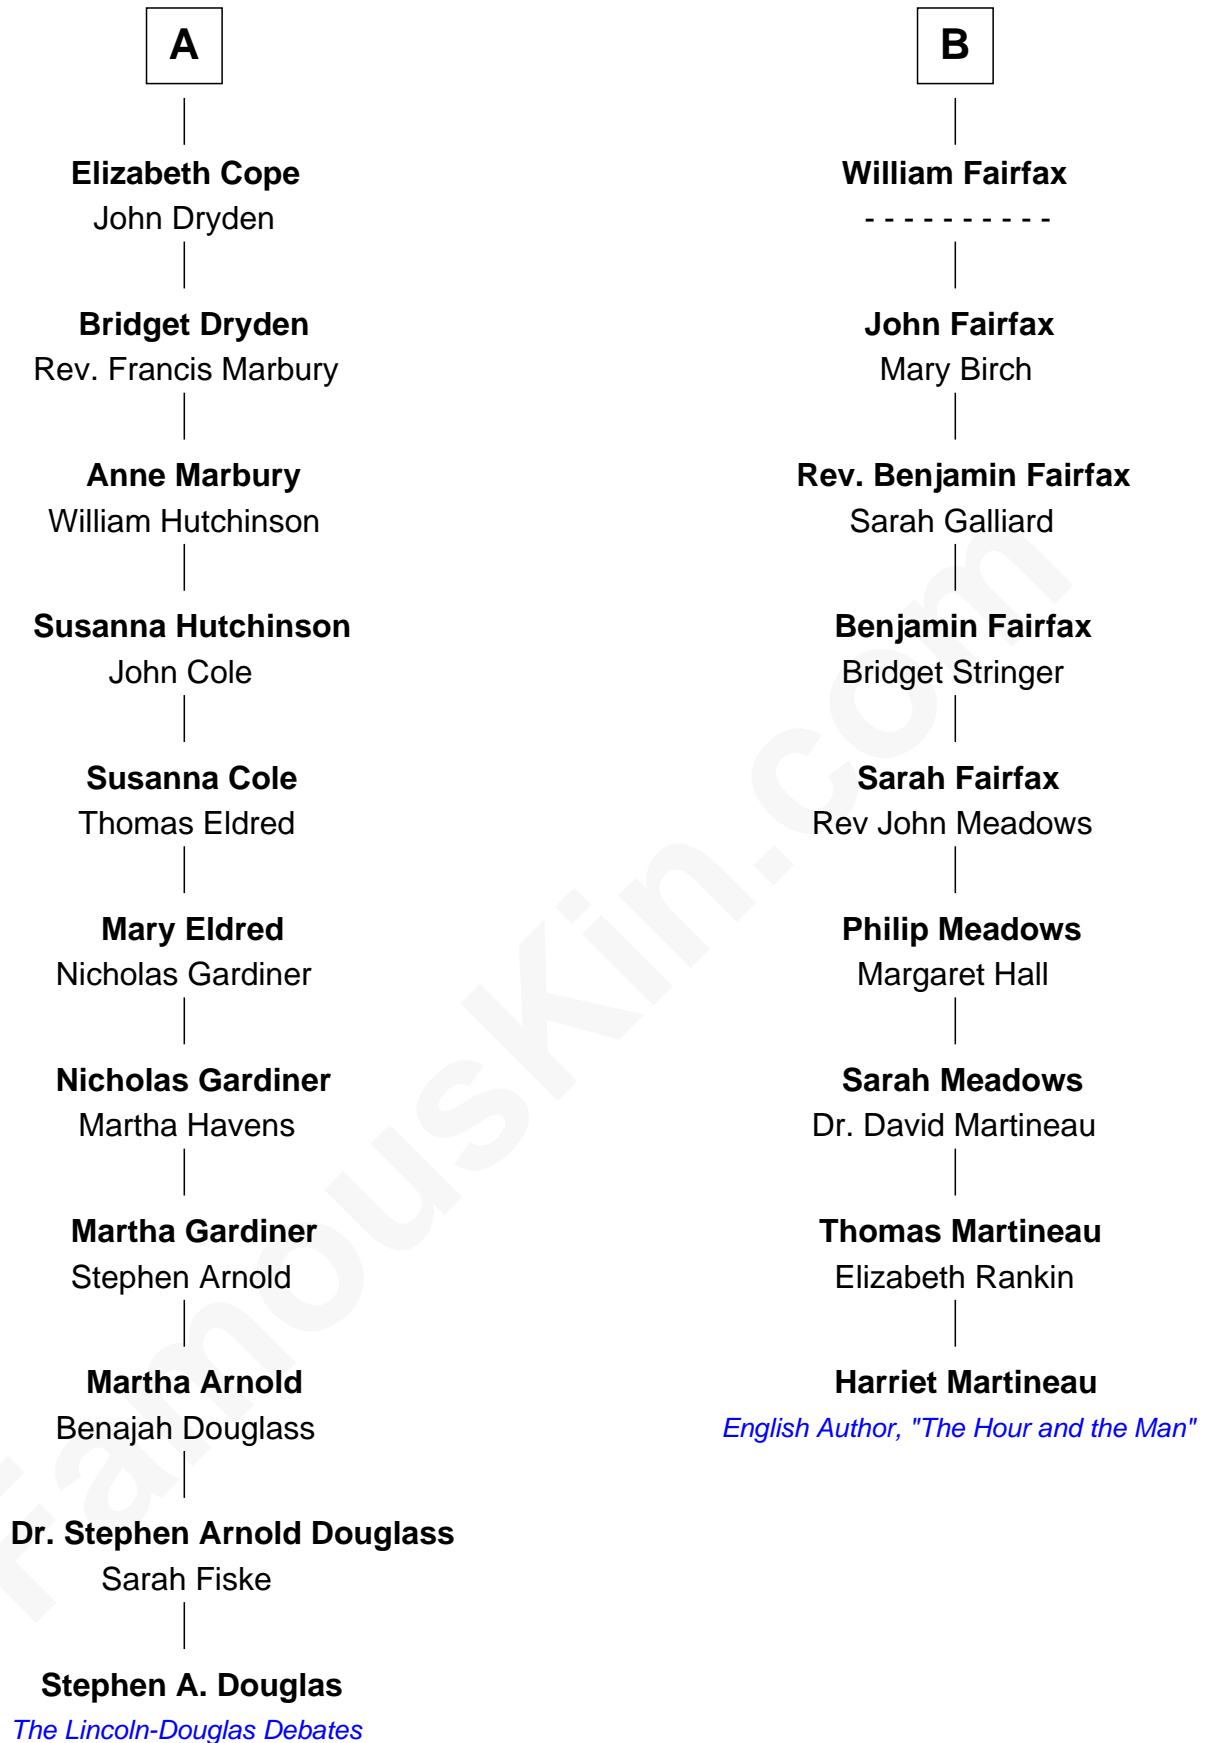 A
Elizabeth Cope
John Dryden
Bridget Dryden
Rev. Francis Marbury
Anne Marbury
William Hutchinson
Susanna Hutchinson
John Cole
Susanna Cole
Thomas Eldred
Mary Eldred
Nicholas Gardiner
Nicholas Gardiner
Martha Havens
Martha Gardiner
Stephen Arnold
Martha Arnold
Benajah Douglass
Dr. Stephen Arnold Douglass
Sarah Fiske
Stephen A. Douglas
The Lincoln-Douglas Debates
B
William Fairfax
- - - - - - - - - -
John Fairfax
Mary Birch
Rev. Benjamin Fairfax
Sarah Galliard
Benjamin Fairfax
Bridget Stringer
Sarah Fairfax
Rev John Meadows
Philip Meadows
Margaret Hall
Sarah Meadows
Dr. David Martineau
Thomas Martineau
Elizabeth Rankin
Harriet Martineau
English Author, "The Hour and the Man"
FamousKin.com